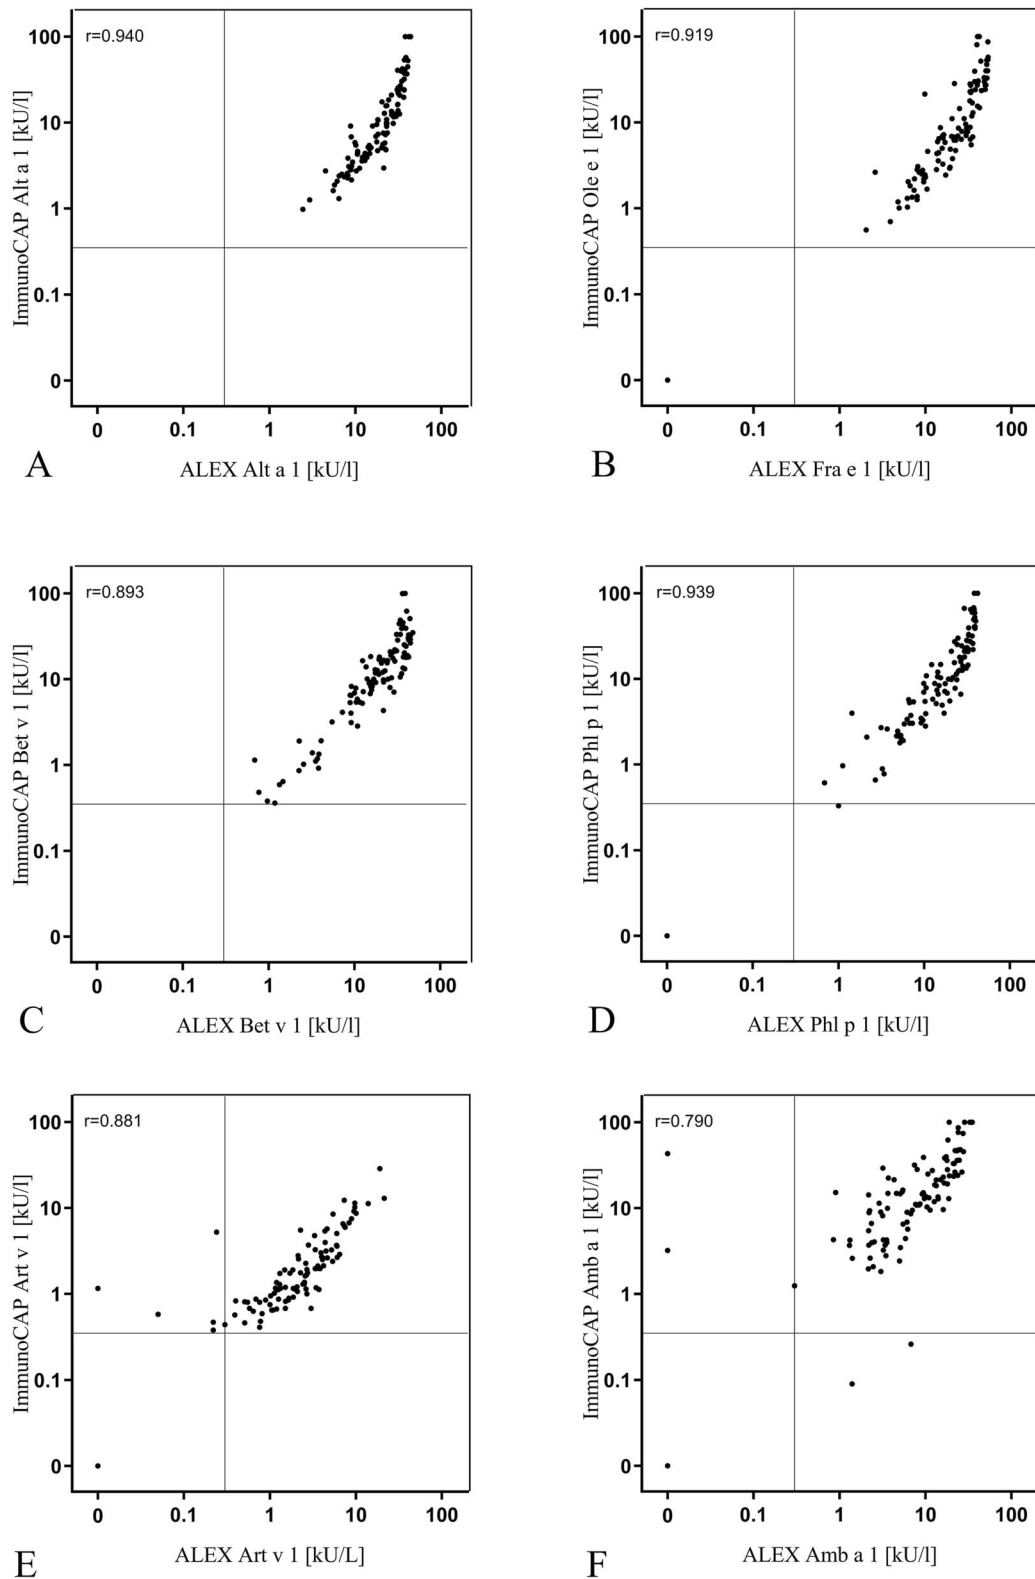 r=0.940
100
10
1
0.1
0
ImmunoCAP Alt a 1 [kU/l]
0 0.1 1 10 100
A ALEX Alt a 1 [kU/l]
r=0.919
100
10
1
0.1
0
ImmunoCAP Ole e 1 [kU/l]
0 0.1 1 10 100
B ALEX Fra e 1 [kU/l]
r=0.893
100
10
1
0.1
0
ImmunoCAP Bet v 1 [kU/l]
0 0.1 1 10 100
C ALEX Bet v 1 [kU/l]
r=0.939
100
10
1
0.1
0
ImmunoCAP Phl p 1 [kU/l]
0 0.1 1 10 100
D ALEX Phl p 1 [kU/l]
r=0.881
100
10
1
0.1
0
ImmunoCAP Art v 1 [kU/l]
0 0.1 1 10 100
E ALEX Art v 1 [kU/L]
r=0.790
100
10
1
0.1
0
ImmunoCAP Amb a 1 [kU/l]
0 0.1 1 10 100
F ALEX Amb a 1 [kU/l]